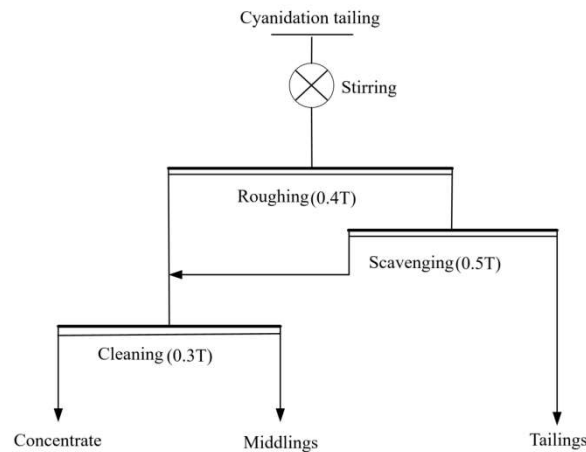 Cyanidation tailing
Stirring
Roughing(0.4T)
Scavenging(0.5T)
Cleaning(0.3T)
Concentrate
Middlings
Tailings